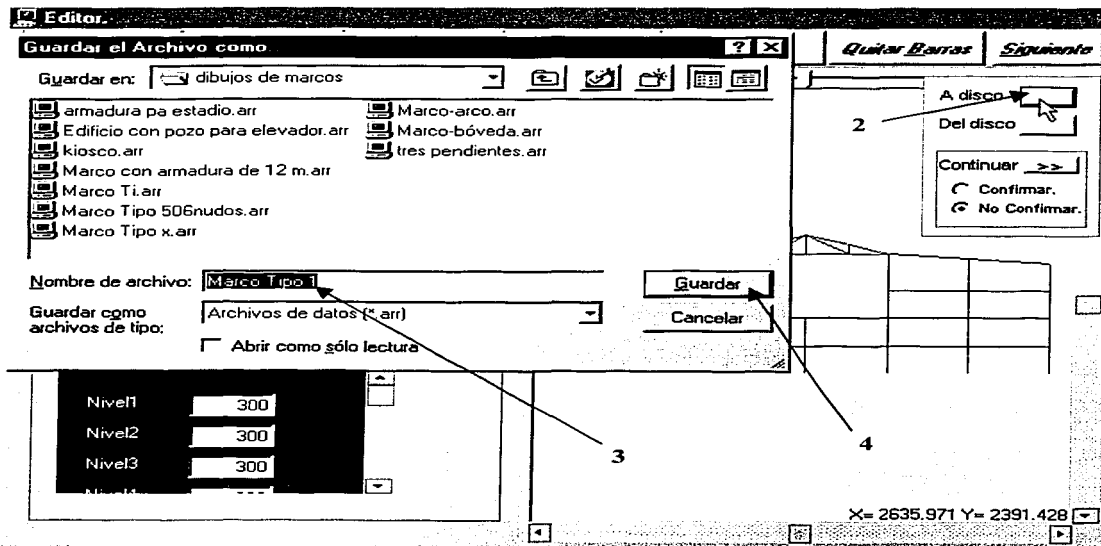 Editor.
Guardar el Archivo como
Quitar Barras
Siguiente
Guardar en:
dibujos de marcos
armadura pa estadio.arr
Edificio con pozo para elevador.arr
kiosco.arr
Marco con armadura de 12 m.arr
Marco Ti.arr
Marco Tipo 506nudos.arr
Marco Tipo x.arr
Marco-arco.arr
Marco-bóveda.arr
tres pendientes.arr
A disco
2
Del disco
Continuar >>
Confirmar.
No Confirmar.
Nombre de archivo:
Marco Tipo 1
Guardar
Guardar como
archivos de tipo:
Archivos de datos (*.arr)
Cancelar
Abrir como sólo lectura
Nivel1
300
Nivel2
300
Nivel3
300
3
4
X= 2635.971 Y= 2391.428